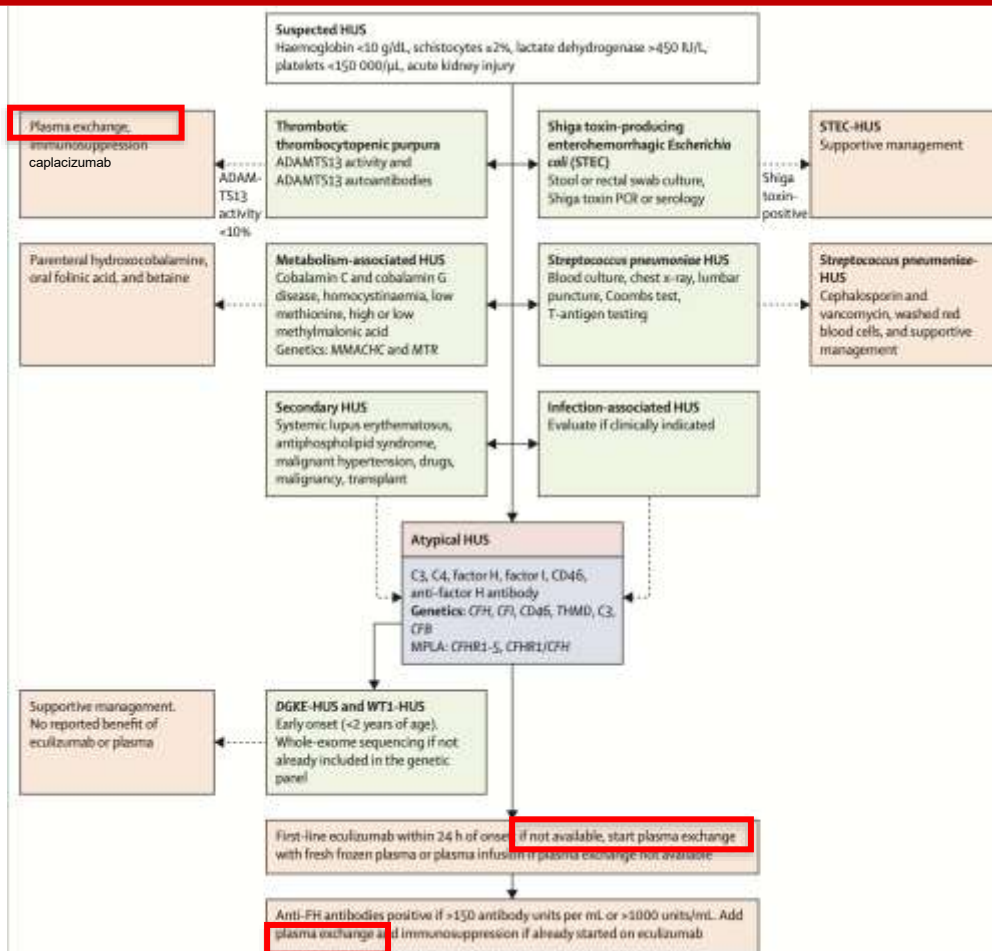 Suspected HUS
Haemoglobin <10 g/dL, schistocytes ≥2%, lactate dehydrogenase >450 IU/L,
platelets <150 000/µL, acute kidney injury
Plasma exchange,
immunosuppression
caplacizumab
ADAM-
TS13
activity
<10%
Thrombotic
thrombocytopenic purpura
ADAMTS13 activity and
ADAMTS13 autoantibodies
Shiga toxin-producing
enterohemorrhagic Escherichia
coli (STEC)
Stool or rectal swab culture,
Shiga toxin PCR or serology
Shiga
toxin-
positive
STEC-HUS
Supportive management
Parenteral hydroxocobalamine,
oral folinic acid, and betaine
Metabolism-associated HUS
Cobalamin C and cobalamin G
disease, homocystinaemia, low
methionine, high or low
methylmalonic acid
Genetics: MMACHC and MTR
Streptococcus pneumoniae HUS
Blood culture, chest x-ray, lumbar
puncture, Coombs test,
T-antigen testing
Streptococcus pneumoniae-
HUS
Cephalosporin and
vancomycin, washed red
blood cells, and supportive
management
Secondary HUS
Systemic lupus erythematosus,
antiphospholipid syndrome,
malignant hypertension, drugs,
malignancy, transplant
Infection-associated HUS
Evaluate if clinically indicated
Atypical HUS
C3, C4, factor H, factor I, CD46,
anti-factor H antibody
Genetics: CFH, CFI, CD46, THMD, C3,
CFB
MPLA: CFHR1-5, CFHR1/CFH
Supportive management.
No reported benefit of
eculizumab or plasma
DGKE-HUS and WT1-HUS
Early onset (<2 years of age).
Whole-exome sequencing if not
already included in the genetic
panel
First-line eculizumab within 24 h of onset if not available, start plasma exchange
with fresh frozen plasma or plasma infusion if plasma exchange not available
Anti-FH antibodies positive if >150 antibody units per mL or >1000 units/mL. Add
plasma exchange and immunosuppression if already started on eculizumab